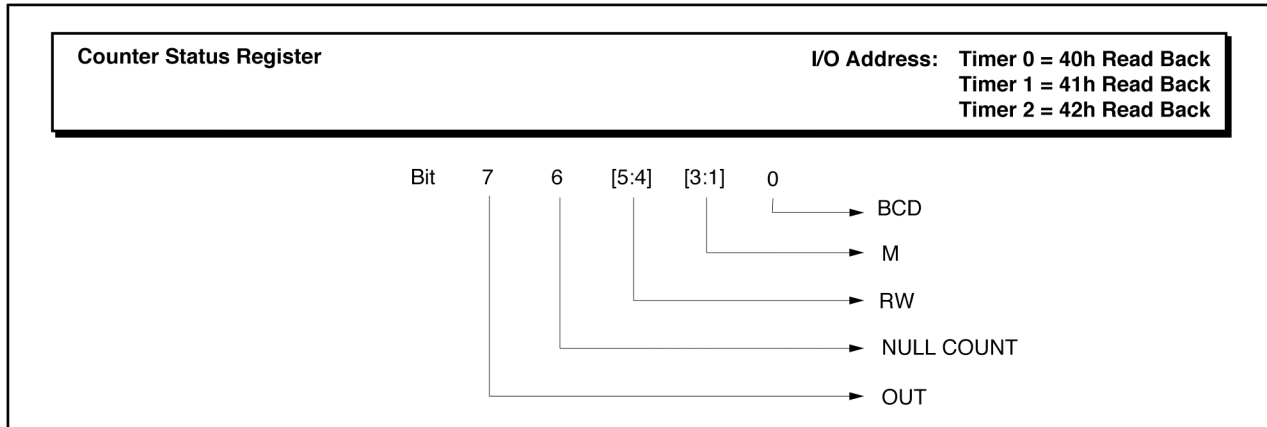 Counter Status Register
I/O Address: Timer 0 = 40h Read Back
Timer 1 = 41h Read Back
Timer 2 = 42h Read Back
Bit 7 6 [5:4] [3:1] 0
BCD
M
RW
NULL COUNT
OUT